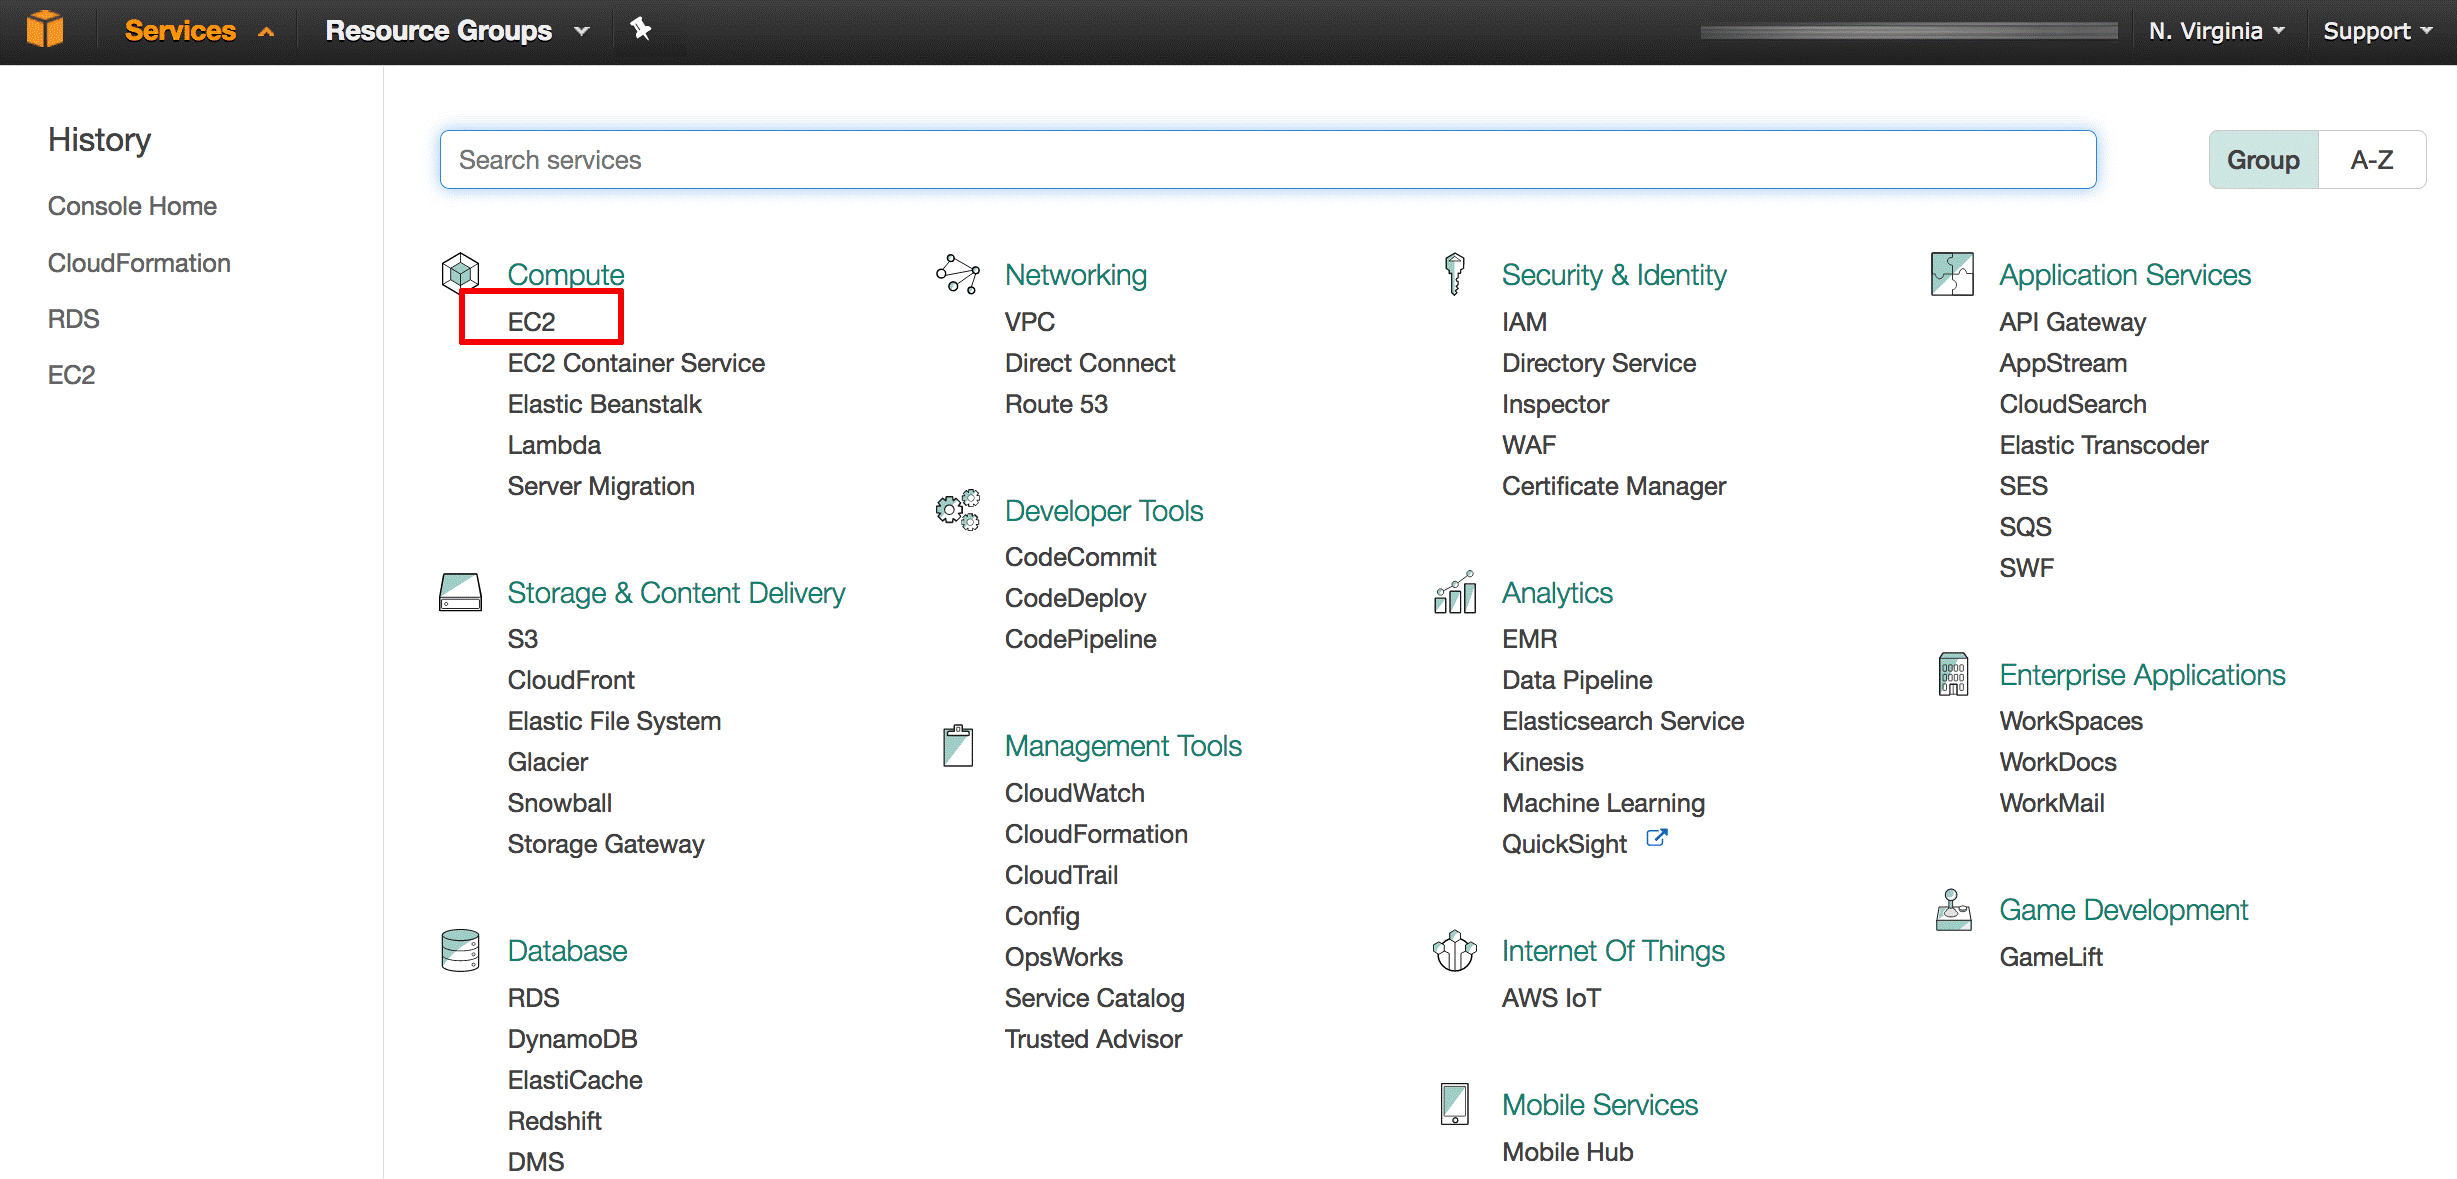 Services
Resource Groups
N. Virginia
Support
History
Console Home
CloudFormation
RDS
EC2
Search services
Group
A-Z
Compute
EC2
EC2 Container Service
Elastic Beanstalk
Lambda
Server Migration
Storage & Content Delivery
S3
CloudFront
Elastic File System
Glacier
Snowball
Storage Gateway
Database
RDS
DynamoDB
ElastiCache
Redshift
DMS
Networking
VPC
Direct Connect
Route 53
Developer Tools
CodeCommit
CodeDeploy
CodePipeline
Management Tools
CloudWatch
CloudFormation
CloudTrail
Config
OpsWorks
Service Catalog
Trusted Advisor
Security & Identity
IAM
Directory Service
Inspector
WAF
Certificate Manager
Analytics
EMR
Data Pipeline
Elasticsearch Service
Kinesis
Machine Learning
QuickSight
Internet Of Things
AWS IoT
Mobile Services
Mobile Hub
Application Services
API Gateway
AppStream
CloudSearch
Elastic Transcoder
SES
SQS
SWF
Enterprise Applications
WorkSpaces
WorkDocs
WorkMail
Game Development
GameLift